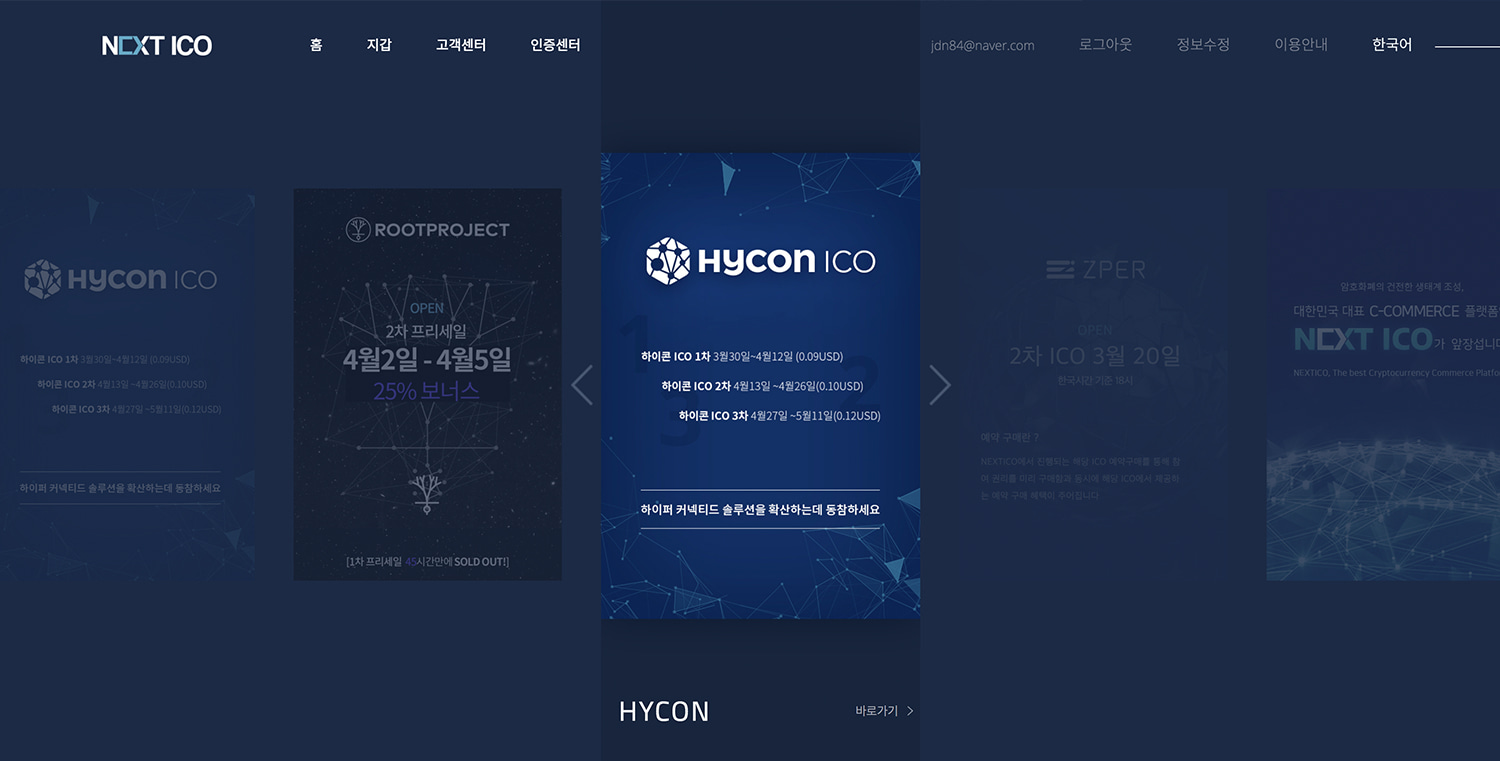 NEXT ICO
홈
지갑
고객센터
인증센터
jdn84@naver.com
로그아웃
정보수정
이용안내
한국어
Hycon ICO
하이콘 ICO 1차 3월30일~4월12일 (0.09USD)
하이콘 ICO 2차 4월13일 ~4월26일(0.10USD)
하이콘 ICO 3차 4월27일 ~5월11일(0.12USD)
하이퍼 커넥티드 솔루션을 확산하는데 동참하세요
ROOTPROJECT
OPEN
2차 프리세일
4월2일 - 4월5일
25% 보너스
[1차 프리세일 45시간만에 SOLD OUT!]
Hycon ICO
1
2
3
하이콘 ICO 1차 3월30일~4월12일 (0.09USD)
하이콘 ICO 2차 4월13일 ~4월26일(0.10USD)
하이콘 ICO 3차 4월27일 ~5월11일(0.12USD)
하이퍼 커넥티드 솔루션을 확산하는데 동참하세요
HYCON
바로가기
ZPER
OPEN
2차 ICO 3월 20일
한국시간 기준 18시
예약 구매란 ?
NEXTICO에서 진행되는 해당 ICO 예약구매를 통해 참
여 권리를 미리 구매함과 동시에 해당 ICO에서 제공하
는 예약 구매 혜택이 주어집니다.
암호화폐의 건전한 생태계 조성,
대한민국 대표 C-COMMERCE 플랫폼
NEXT ICO가 앞장섭니다
NEXTICO, The best Cryptocurrency Commerce Platfo